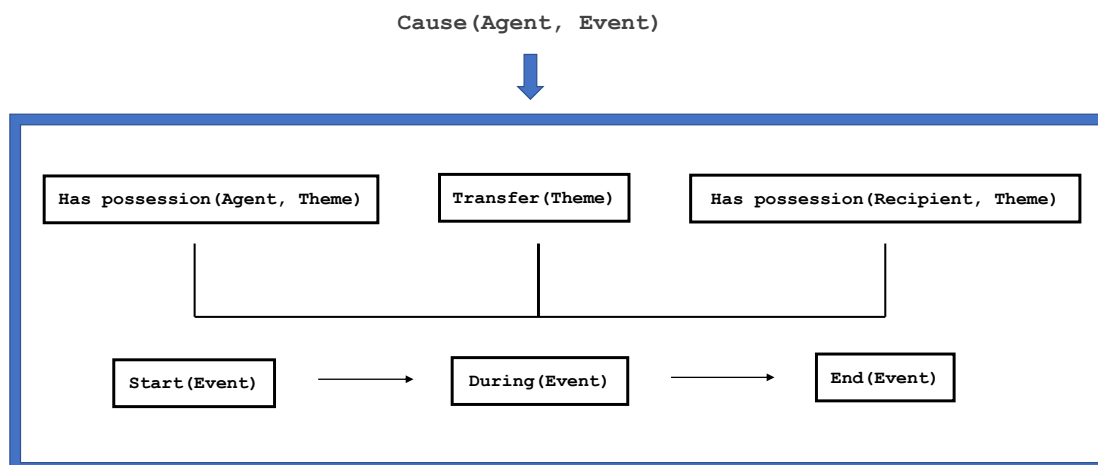 Cause(Agent, Event)
Has possession(Agent, Theme)
Transfer(Theme)
Has possession(Recipient, Theme)
Start(Event)
During(Event)
End(Event)